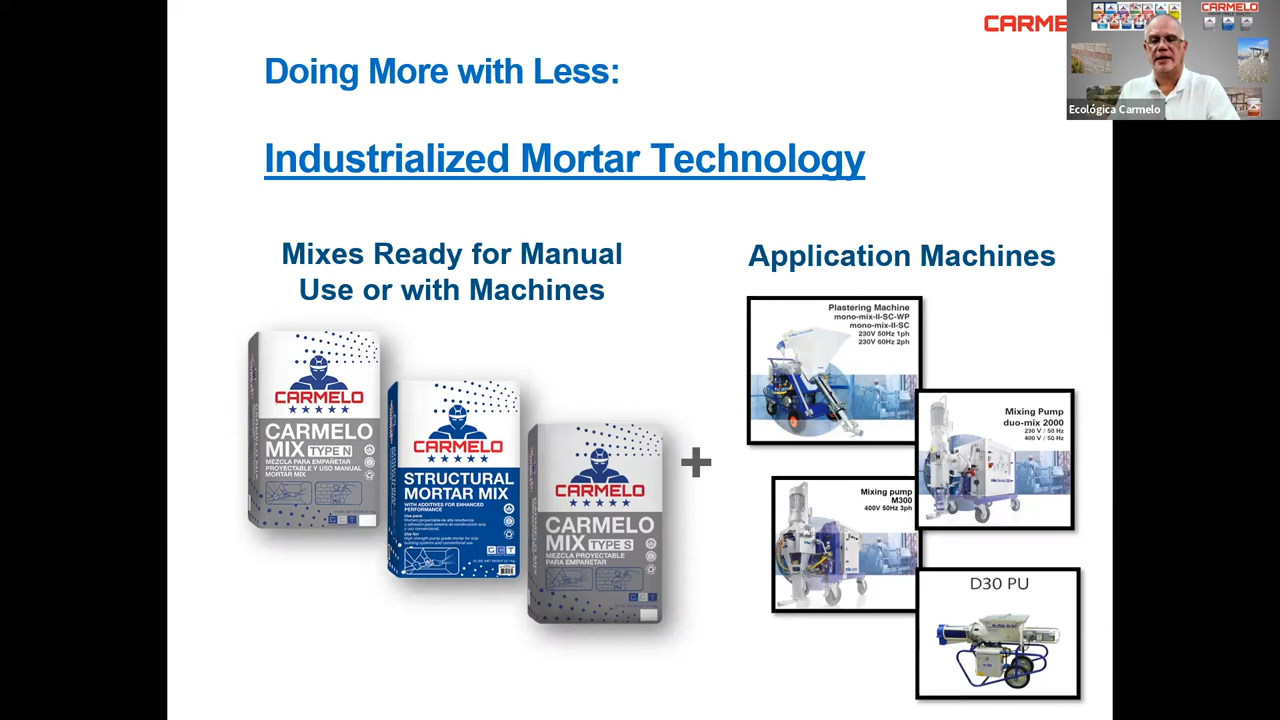 CARME
CARMELO
Ecológica Carmelo
Doing More with Less:
Industrialized Mortar Technology
Mixes Ready for Manual
Use or with Machines
Application Machines
CARMELO
CARMELO
MIX TYPE N
MEZCLA PARA EMPAÑETAR
PROYECTABLE Y USO MANUAL
MORTAR MIX
CARMELO
STRUCTURAL
MORTAR MIX
WITH ADDITIVES FOR ENHANCED
PERFORMANCE
Use para:
Use for:
CARMELO
CARMELO
MIX TYPE S
MEZCLA PROYECTABLE
PARA EMPAÑETAR
+
Plastering Machine
mono-mix-II-SC-WP
mono-mix-II-SC
230V 50Hz 1ph
230V 60Hz 2ph
Mixing Pump
duo-mix 2000
230 V / 50 Hz
400 V / 50 Hz
Mixing pump
M300
400V 50Hz 3ph
D30 PU